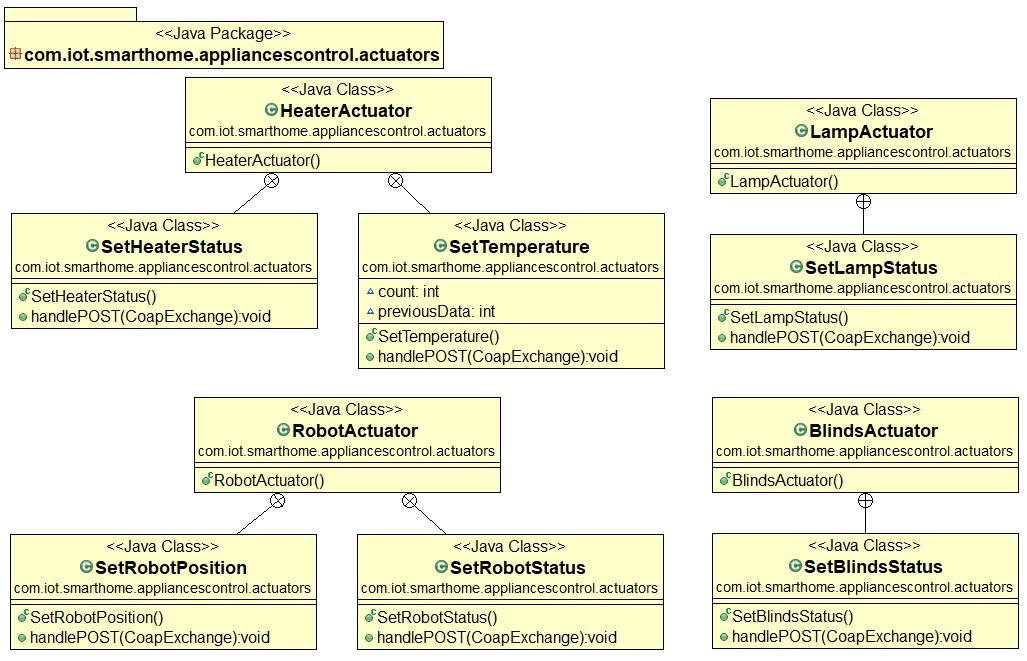 <<Java Package>>
com.iot.smarthome.appliancescontrol.actuators
<<Java Class>>
HeaterActuator
com.iot.smarthome.appliancescontrol.actuators
HeaterActuator()
<<Java Class>>
LampActuator
com.iot.smarthome.appliancescontrol.actuators
LampActuator()
<<Java Class>>
SetHeaterStatus
com.iot.smarthome.appliancescontrol.actuators
SetHeaterStatus()
handlePOST(CoapExchange):void
<<Java Class>>
SetTemperature
com.iot.smarthome.appliancescontrol.actuators
count: int
previousData: int
SetTemperature()
handlePOST(CoapExchange):void
<<Java Class>>
SetLampStatus
com.iot.smarthome.appliancescontrol.actuators
SetLampStatus()
handlePOST(CoapExchange):void
<<Java Class>>
RobotActuator
com.iot.smarthome.appliancescontrol.actuators
RobotActuator()
<<Java Class>>
BlindsActuator
com.iot.smarthome.appliancescontrol.actuators
BlindsActuator()
<<Java Class>>
SetRobotPosition
com.iot.smarthome.appliancescontrol.actuators
SetRobotPosition()
handlePOST(CoapExchange):void
<<Java Class>>
SetRobotStatus
com.iot.smarthome.appliancescontrol.actuators
SetRobotStatus()
handlePOST(CoapExchange):void
<<Java Class>>
SetBlindsStatus
com.iot.smarthome.appliancescontrol.actuators
SetBlindsStatus()
handlePOST(CoapExchange):void